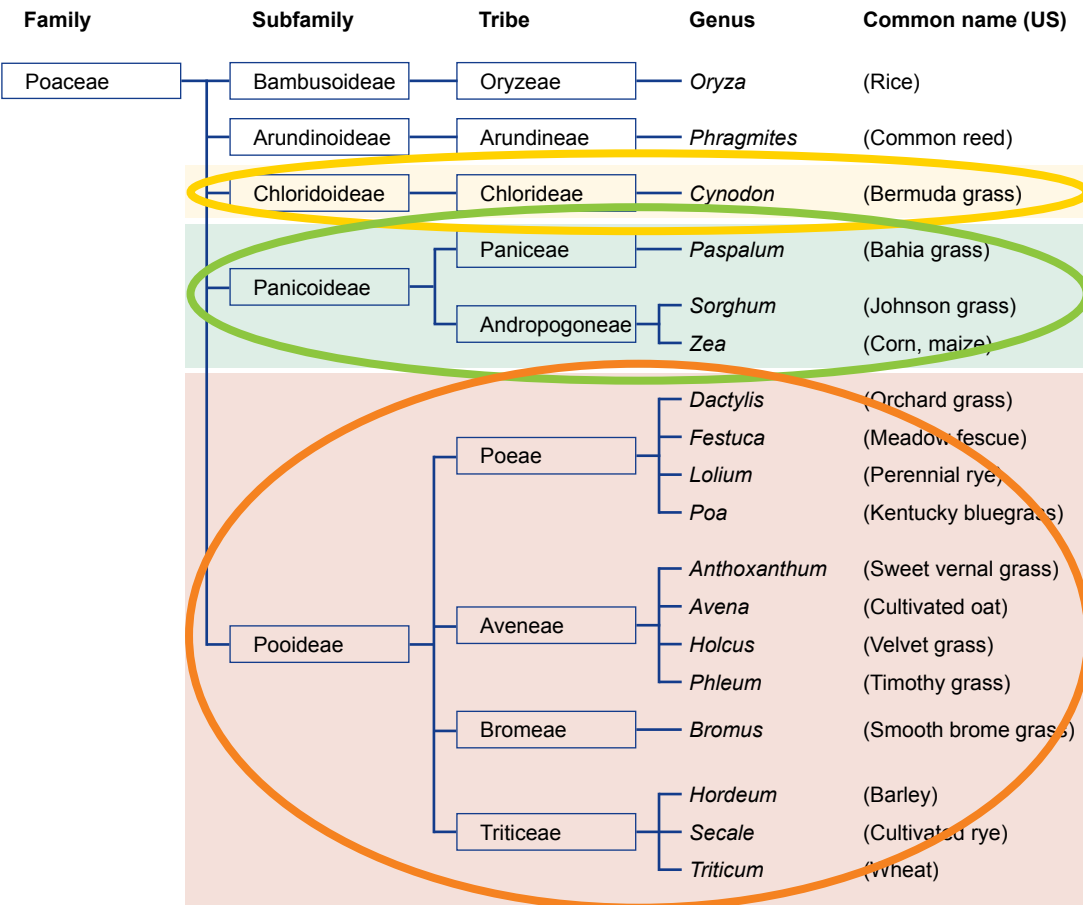 Family Subfamily Tribe Genus Common name (US)
Poaceae Bambusoideae Oryzeae Oryza (Rice)
Arundinoideae Arundineae Phragmites (Common reed)
Chloridoideae Chlorideae Cynodon (Bermuda grass)
Paniceae Paspalum (Bahia grass)
Panicoideae
Sorghum (Johnson grass)
Andropogoneae
Zea (Corn, maize)
Dactylis (Orchard grass)
Festuca (Meadow fescue)
Poeae
Lolium (Perennial rye)
Poa (Kentucky bluegrass)
Anthoxanthum (Sweet vernal grass)
Avena (Cultivated oat)
Aveneae
Pooideae Holcus (Velvet grass)
Phleum (Timothy grass)
Bromeae Bromus (Smooth brome grass)
Hordeum (Barley)
Triticeae Secale (Cultivated rye)
Triticum (Wheat)